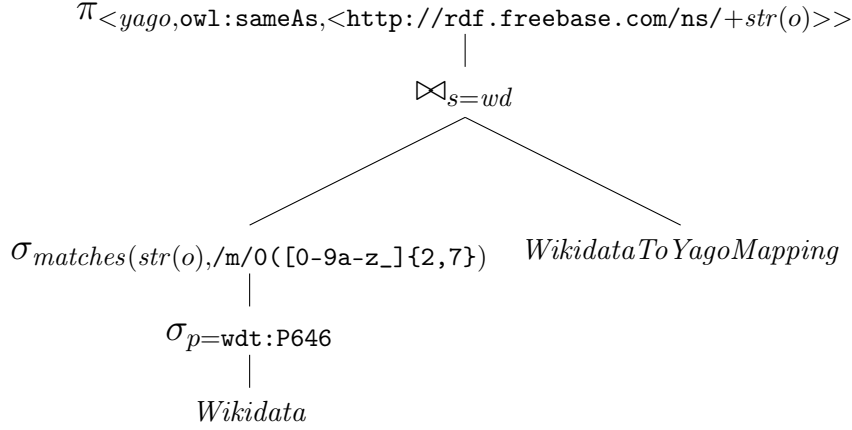 π<yago,owl:sameAs,<http://rdf.freebase.com/ns/+str(o)>>
⋈s=wd
σmatches(str(o),/m/0([0-9a-z_]{2,7}) WikidataToYagoMapping
σp=wdt:P646
Wikidata